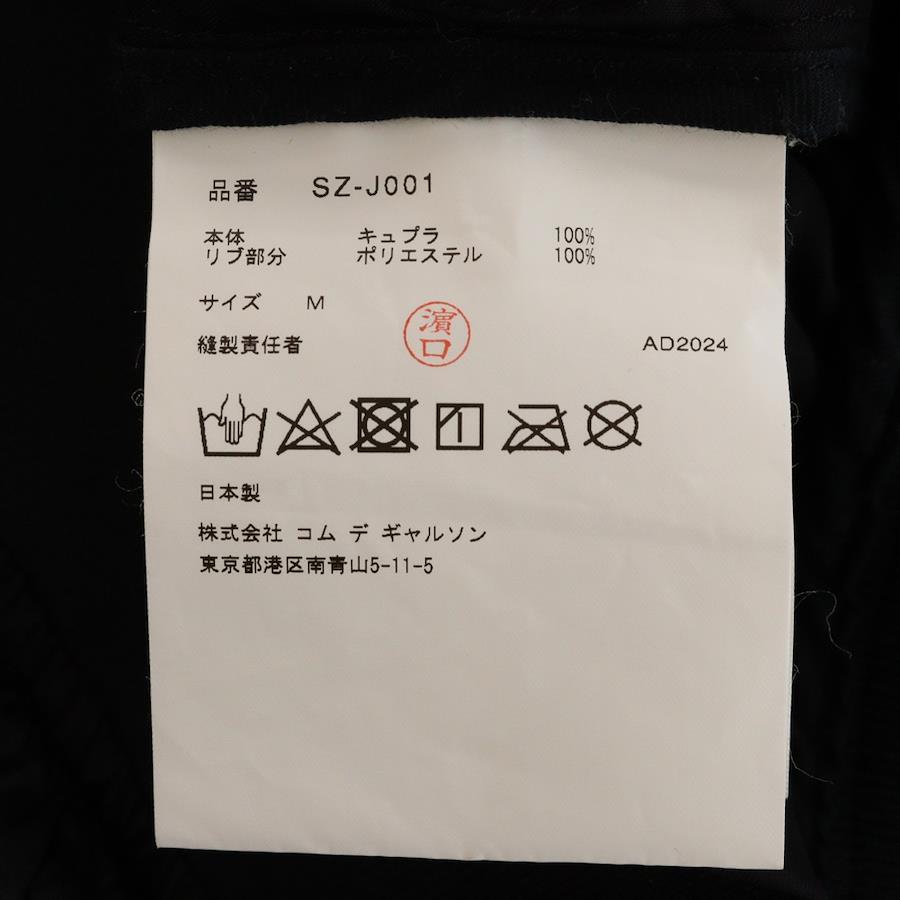 品番 SZ-J001
本体 キュプラ 100%
リブ部分 ポリエステル 100%
サイズ M
縫製責任者 濵口 AD2024
日本製
株式会社 コム デ ギャルソン
東京都港区南青山5-11-5